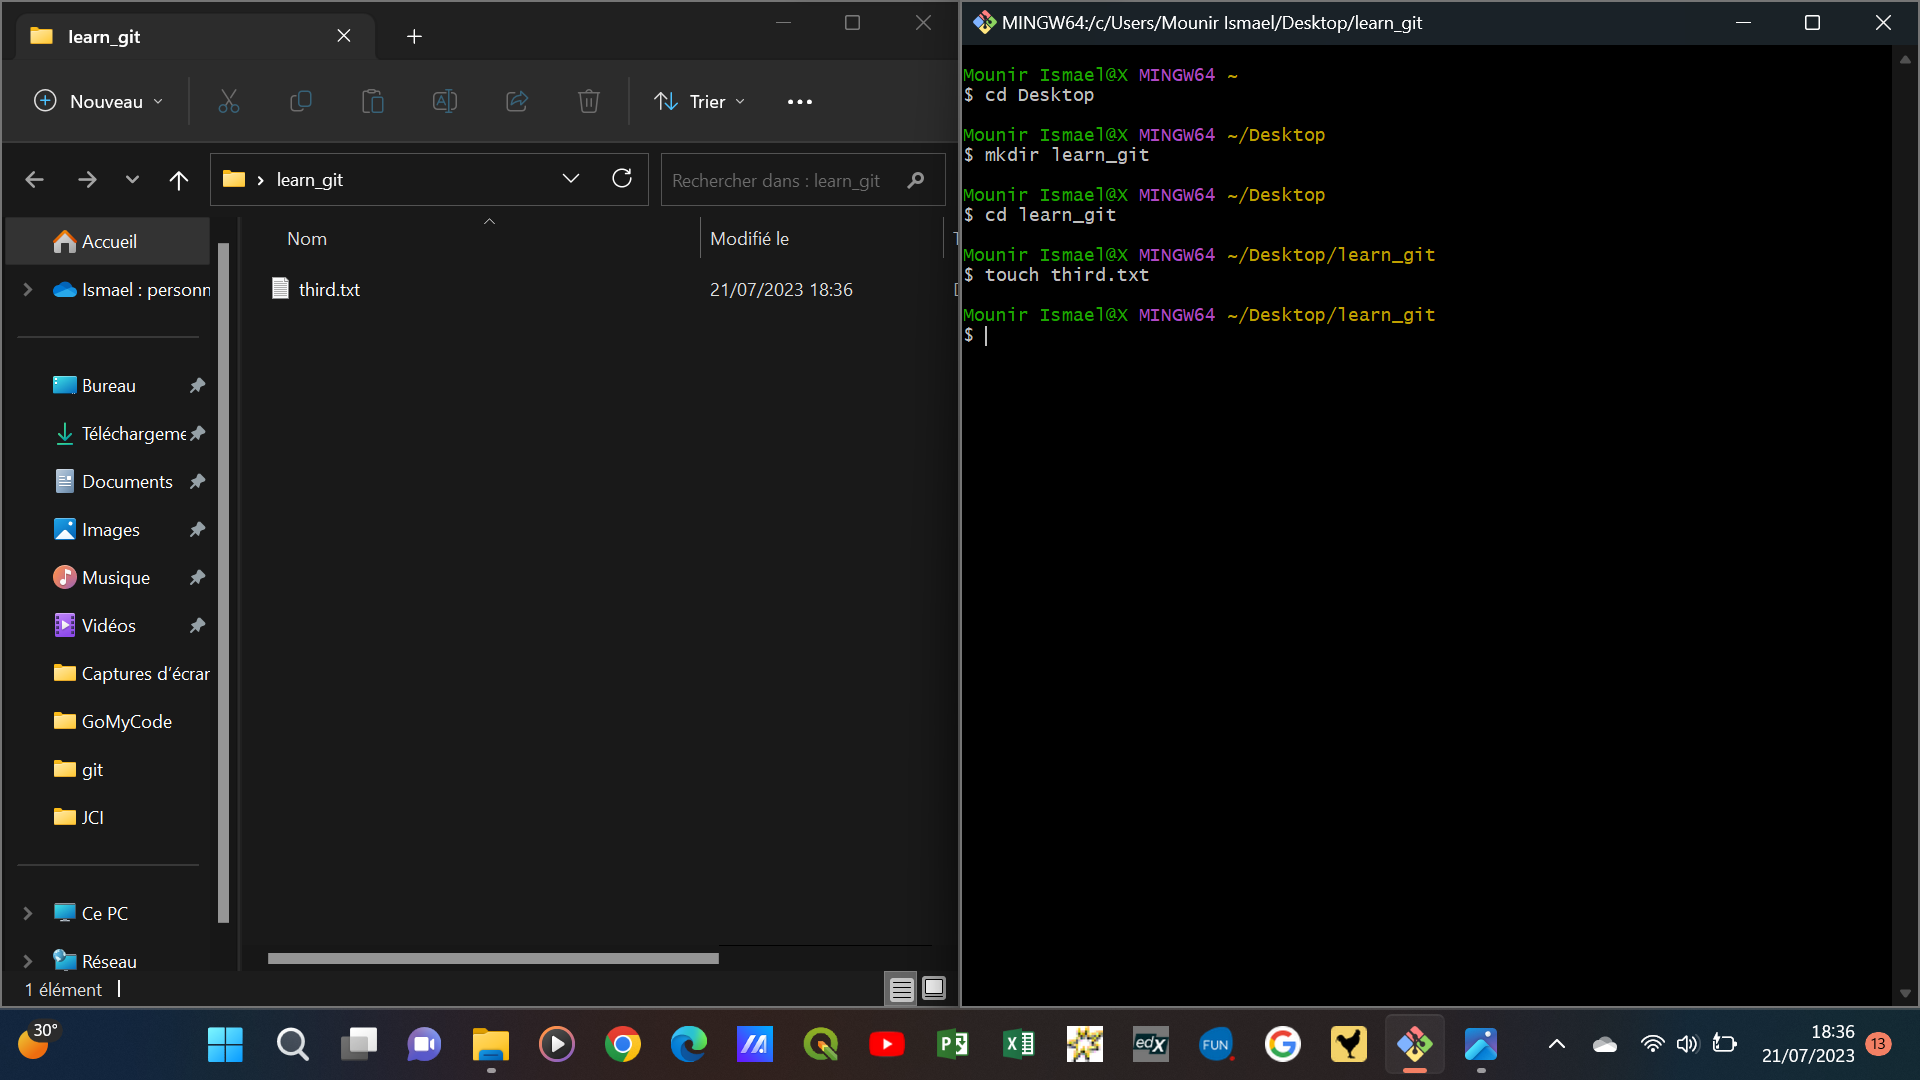 learn_git
Nouveau
Trier
learn_git
Rechercher dans : learn_git
Accueil
Ismael : personn
Bureau
Téléchargeme
Documents
Images
Musique
Vidéos
Captures d'écrar
GoMyCode
git
JCI
Ce PC
Réseau
Nom
Modifié le
third.txt
21/07/2023 18:36
1 élément
MINGW64:/c/Users/Mounir Ismael/Desktop/learn_git
Mounir Ismael@X MINGW64 ~
$ cd Desktop
Mounir Ismael@X MINGW64 ~/Desktop
$ mkdir learn_git
Mounir Ismael@X MINGW64 ~/Desktop
$ cd learn_git
Mounir Ismael@X MINGW64 ~/Desktop/learn_git
$ touch third.txt
Mounir Ismael@X MINGW64 ~/Desktop/learn_git
$
30°
edX
FUN
18:36
21/07/2023
13